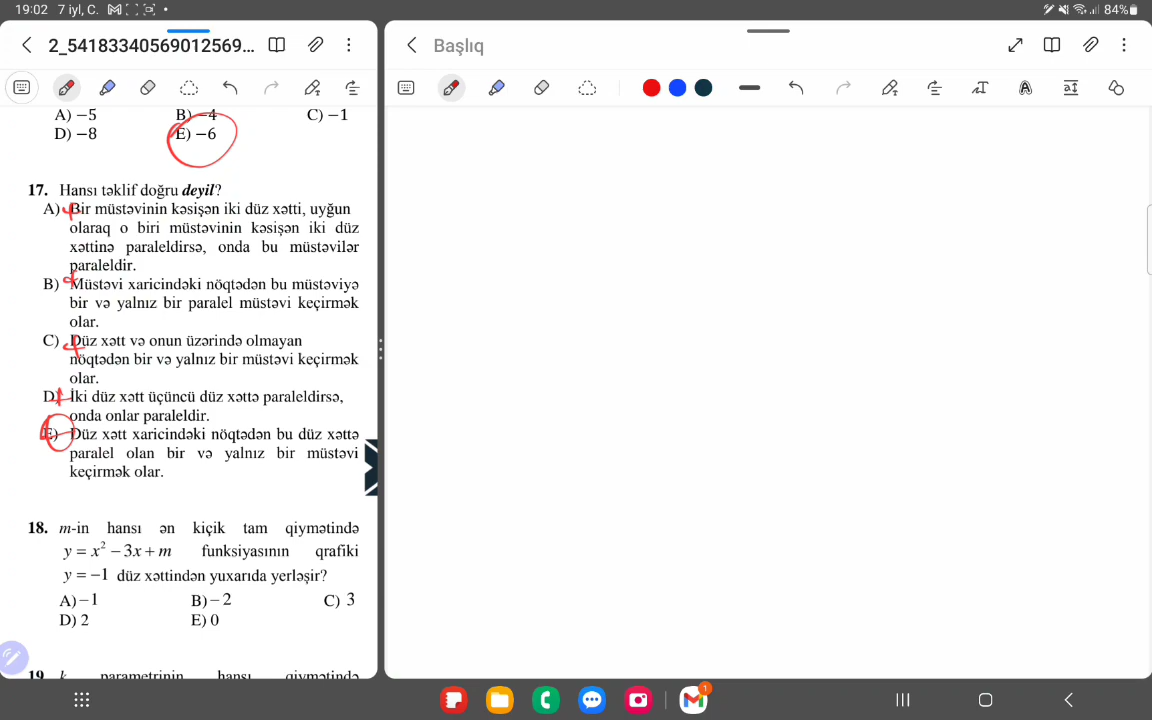 19:02 7 iyl, C.
84%
2_54183340569012569...
Başlıq
A) −5 B) −4 C) −1
D) −8 E) −6
17. Hansı təklif doğru deyil?
A) Bir müstəvinin kəsişən iki düz xətti, uyğun
olaraq o biri müstəvinin kəsişən iki düz
xəttinə paraleldirsə, onda bu müstəvilər
paraleldir.
B) Müstəvi xaricindəki nöqtədən bu müstəviyə
bir və yalnız bir paralel müstəvi keçirmək
olar.
C) Düz xətt və onun üzərində olmayan
nöqtədən bir və yalnız bir müstəvi keçirmək
olar.
D) İki düz xətt üçüncü düz xəttə paraleldirsə,
onda onlar paraleldir.
E) Düz xətt xaricindəki nöqtədən bu düz xəttə
paralel olan bir və yalnız bir müstəvi
keçirmək olar.
18. m-in hansı ən kiçik tam qiymətində
y = x² − 3x + m funksiyasının qrafiki
y = −1 düz xəttindən yuxarıda yerləşir?
A) −1 B) − 2 C) 3
D) 2 E) 0
19. k parametrinin hansı qiymətində
1